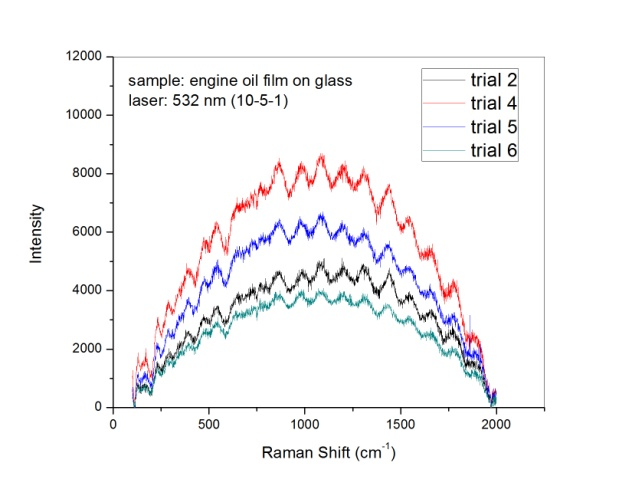 12000
10000
8000
6000
4000
2000
0
sample: engine oil film on glass
laser: 532 nm (10-5-1)
trial 2
trial 4
trial 5
trial 6
Intensity
0 500 1000 1500 2000
Raman Shift (cm⁻¹)